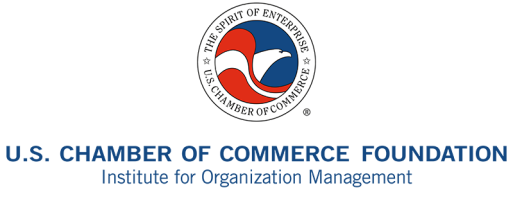 THE SPIRIT OF ENTERPRISE
U.S. CHAMBER OF COMMERCE
®
U.S. CHAMBER OF COMMERCE FOUNDATION
Institute for Organization Management